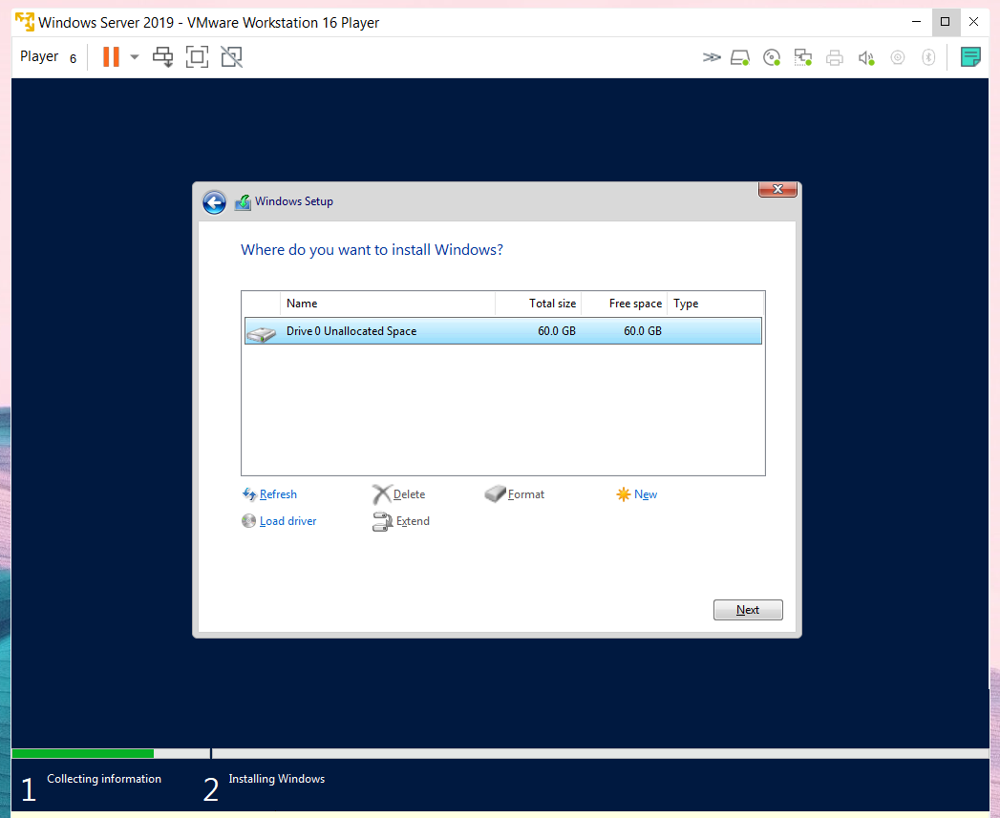 Windows Server 2019 - VMware Workstation 16 Player
Player 6
Windows Setup
Where do you want to install Windows?
Name Total size Free space Type
Drive 0 Unallocated Space 60.0 GB 60.0 GB
Refresh Delete Format New
Load driver Extend
Next
1 Collecting information 2 Installing Windows